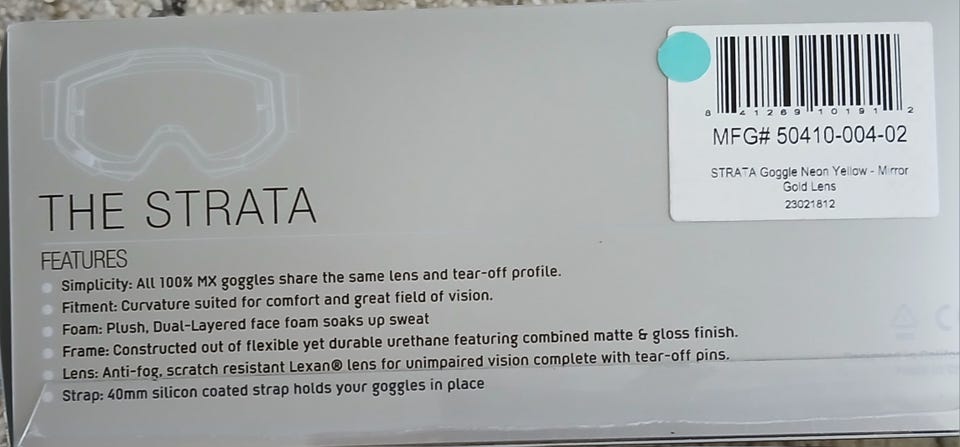 8 41269 10191 2
MFG# 50410-004-02
STRATA Goggle Neon Yellow - Mirror
Gold Lens
23021812
THE STRATA
FEATURES
Simplicity: All 100% MX goggles share the same lens and tear-off profile.
Fitment: Curvature suited for comfort and great field of vision.
Foam: Plush, Dual-Layered face foam soaks up sweat
Frame: Constructed out of flexible yet durable urethane featuring combined matte & gloss finish.
Lens: Anti-fog, scratch resistant Lexan® lens for unimpaired vision complete with tear-off pins.
Strap: 40mm silicon coated strap holds your goggles in place